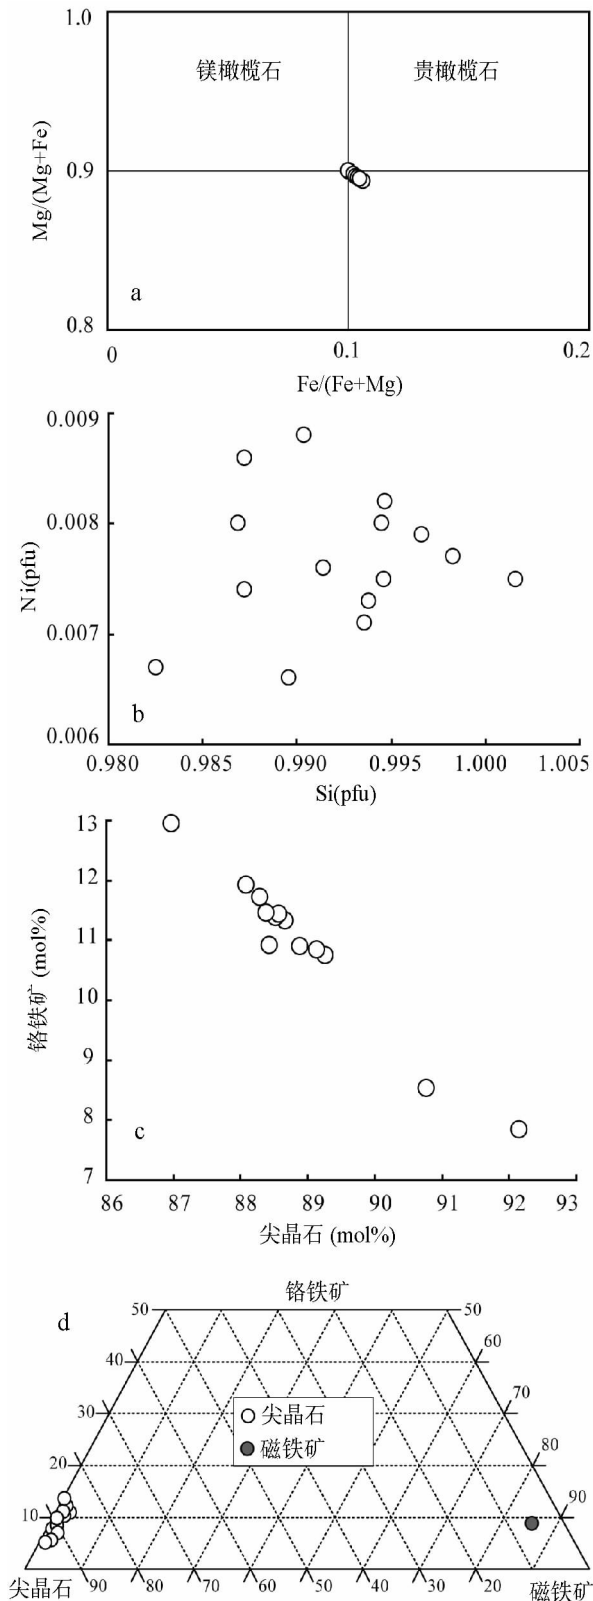 1.0
镁橄榄石 贵橄榄石
Mg/(Mg+Fe)
0.9
a
0.8
0 0.1 0.2
Fe/(Fe+Mg)
0.009
0.008
Ni(pfu)
0.007
b
0.006
0.980 0.985 0.990 0.995 1.000 1.005
Si(pfu)
13
12
11
铬铁矿 (mol%)
10
9
8
c
7
86 87 88 89 90 91 92 93
尖晶石 (mol%)
铬铁矿
d
50 50
40 60
30 70
尖晶石
磁铁矿
20 80
10 90
尖晶石 90 80 70 60 50 40 30 20 磁铁矿